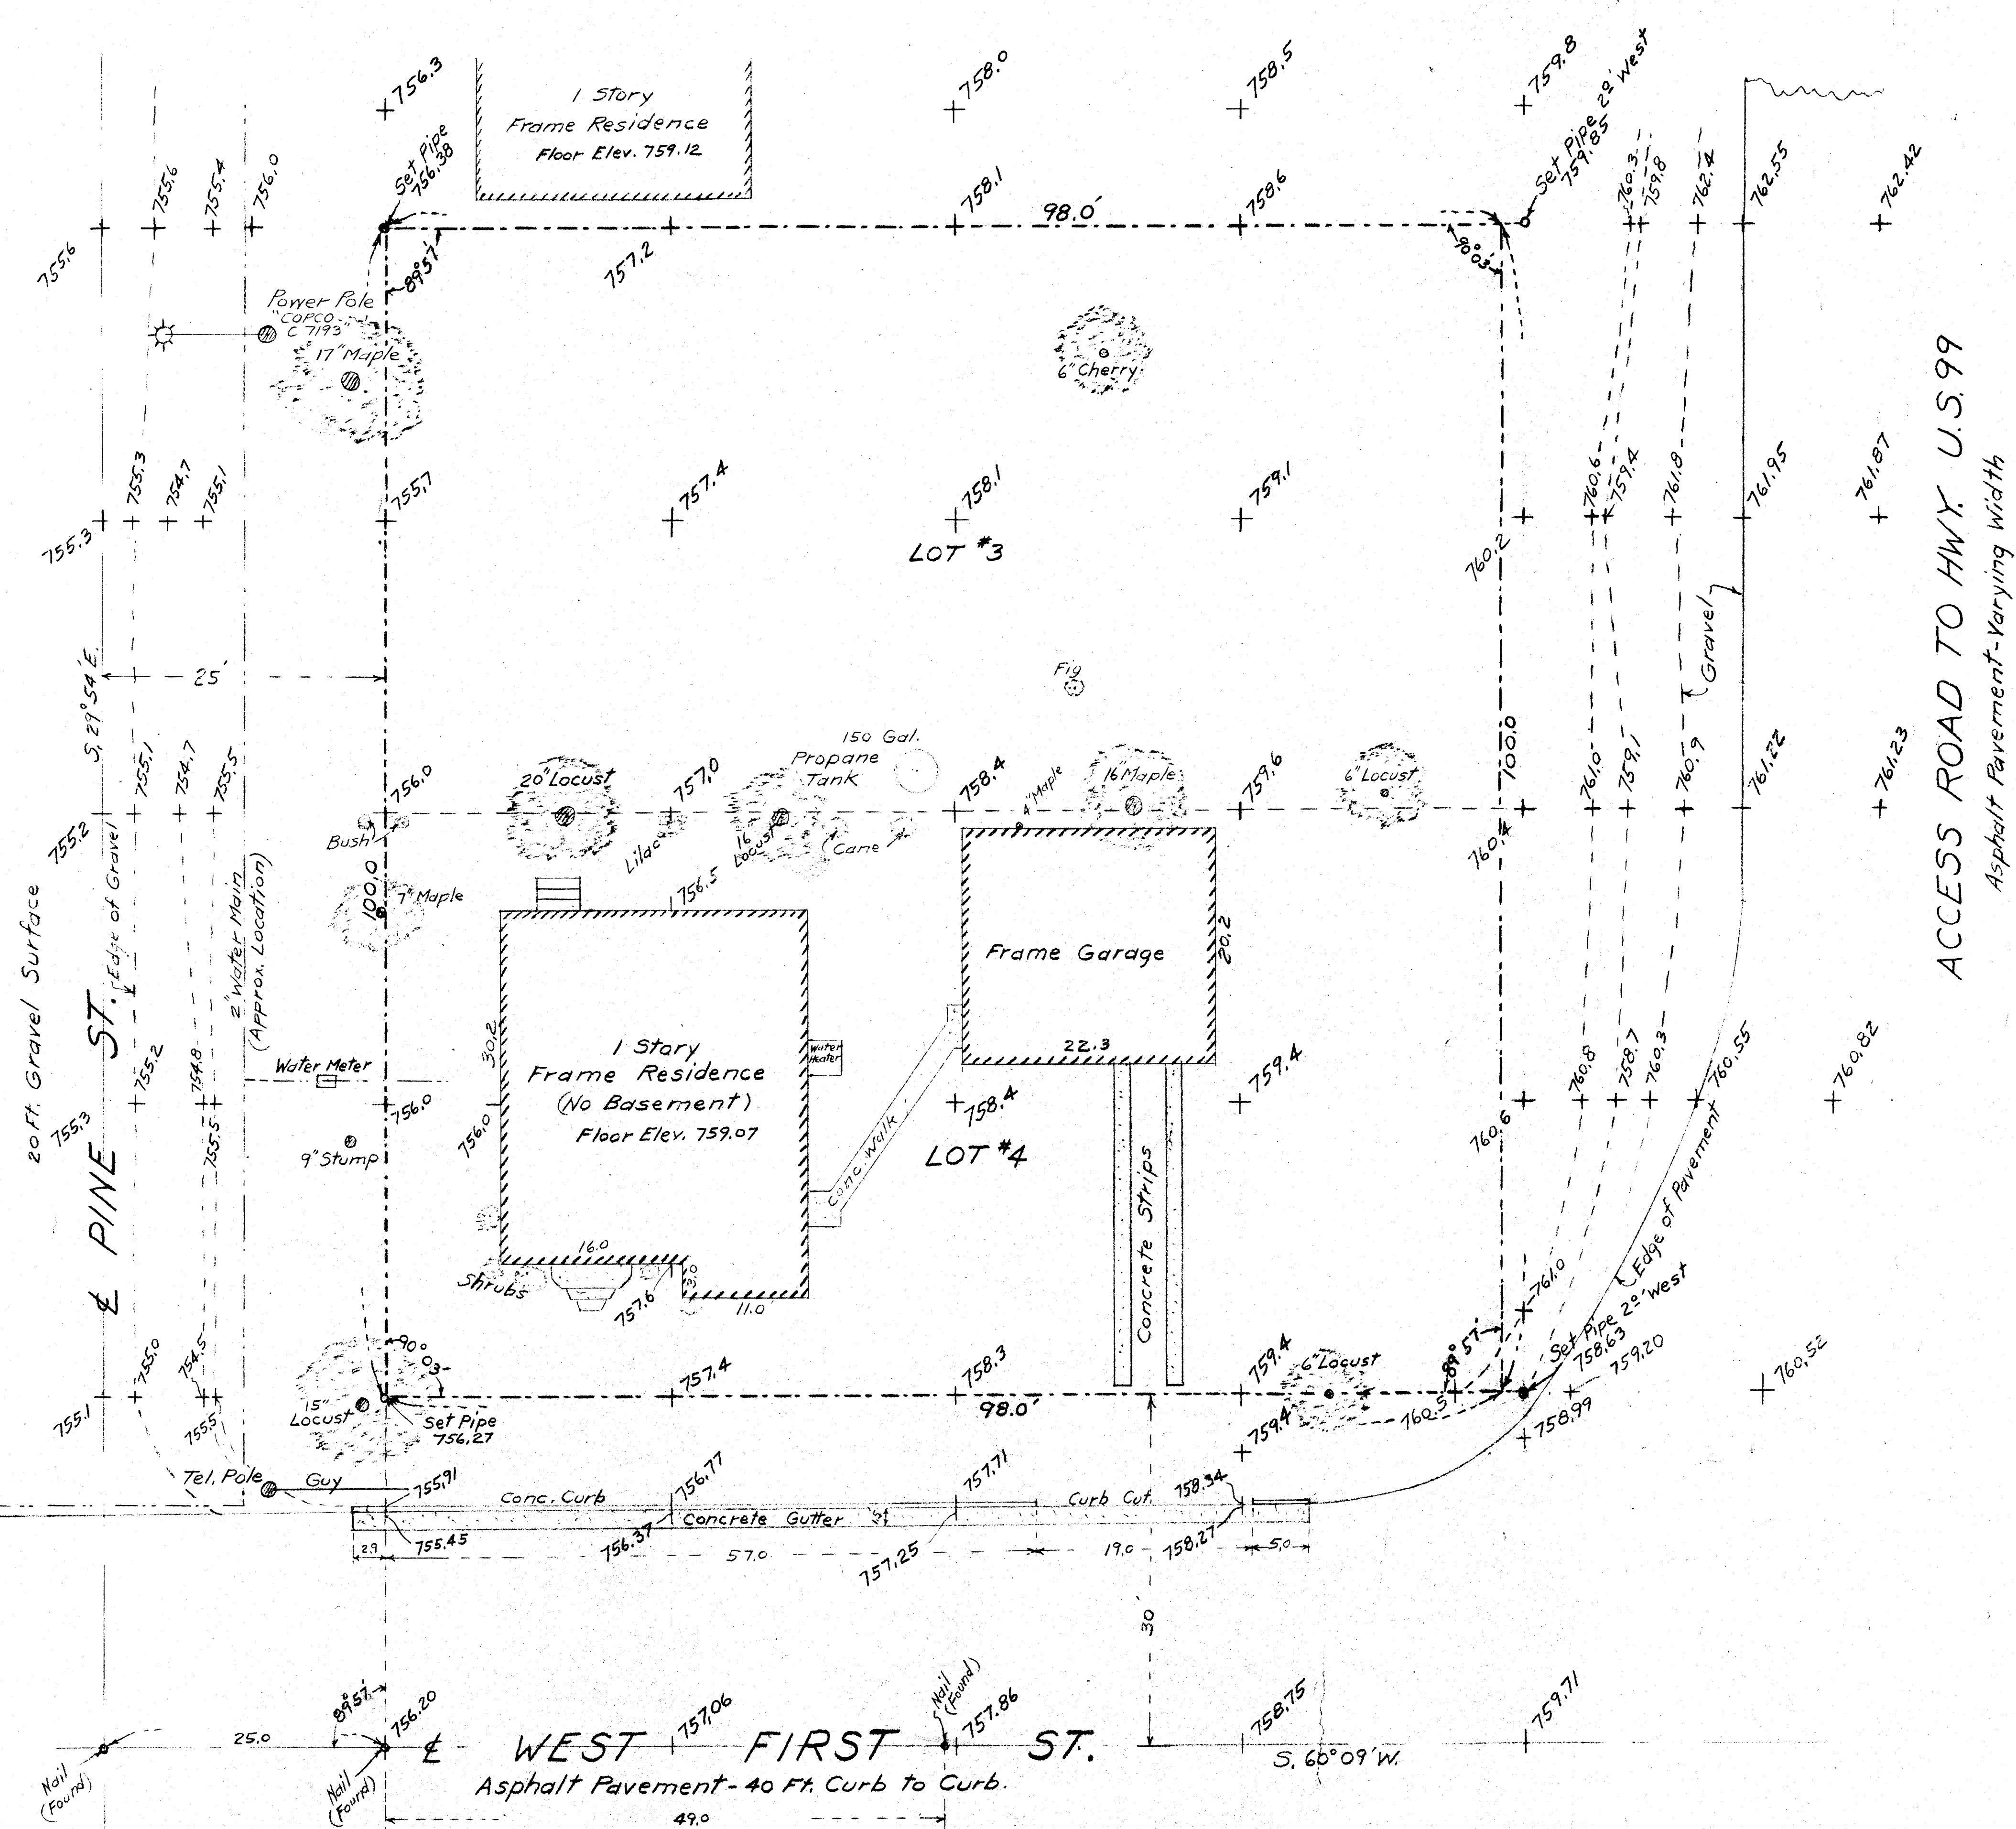 756.3
1 Story
Frame Residence
Floor Elev. 759.12
758.0
758.5
759.8
Set Pipe 2º' West
759.85
Set Pipe
756.38
755.6
755.6
755.4
756.0
757.2
758.1
98.0'
758.6
760.3
759.8
762.4
762.55
762.42
89°57'
90°03'
Power Pole
"COPCO
C 7193"
17" Maple
6" Cherry
755.3
755.3
754.7
755.1
755.7
757.4
758.1
LOT #3
759.1
760.2
760.6
759.4
761.8
761.95
761.87
ACCESS ROAD TO HWY. U.S.99
Asphalt Pavement-Varying Width
Gravel
S. 29° 54' E.
25'
Fig
150 Gal.
Propane
Tank
755.2
755.1
754.7
755.5
756.0
20" Locust
757.0
758.4
4" Maple
16 Maple
759.6
6" Locust
100.0
760.4
761.0
759.1
760.9
761.22
761.23
Bush
Lilac
16"
Locust
Cane
100.0
7" Maple
756.5
20 Ft. Gravel Surface
℄ PINE ST.
Edge of Gravel
2" Water Main
(Approx. Location)
Frame Garage
20.2
22.3
Water Meter
30.2
1 Story
Frame Residence
(No Basement)
Floor Elev. 759.07
Water
Heater
755.3
755.2
754.8
755.5
756.0
756.0
758.4
759.4
760.6
760.8
758.7
760.3
760.55
760.82
9" Stump
Conc. Walk
LOT #4
Concrete Strips
Edge of Pavement
16.0
Shrubs
757.6
3.0
11.0
761.0
Set Pipe 2º' West
758.63
759.20
760.52
755.1
755.0
754.5
755.5
90°
03'
757.4
758.3
759.4
6" Locust
89°57'
15"
Locust
Set Pipe
756.27
98.0'
759.4
760.5
758.99
Tel. Pole
Guy
755.91
Conc. Curb
756.77
757.71
Curb Cut.
758.34
Concrete Gutter
2.9
755.45
756.37
57.0
757.25
19.0
758.27
5.0
30'
89°57'
756.20
757.06
Nail
(Found)
757.86
758.75
759.71
25.0
℄ WEST FIRST ST.
S. 60°09' W.
Nail
(Found)
Nail
(Found)
Asphalt Pavement-40 Ft. Curb to Curb.
49.0